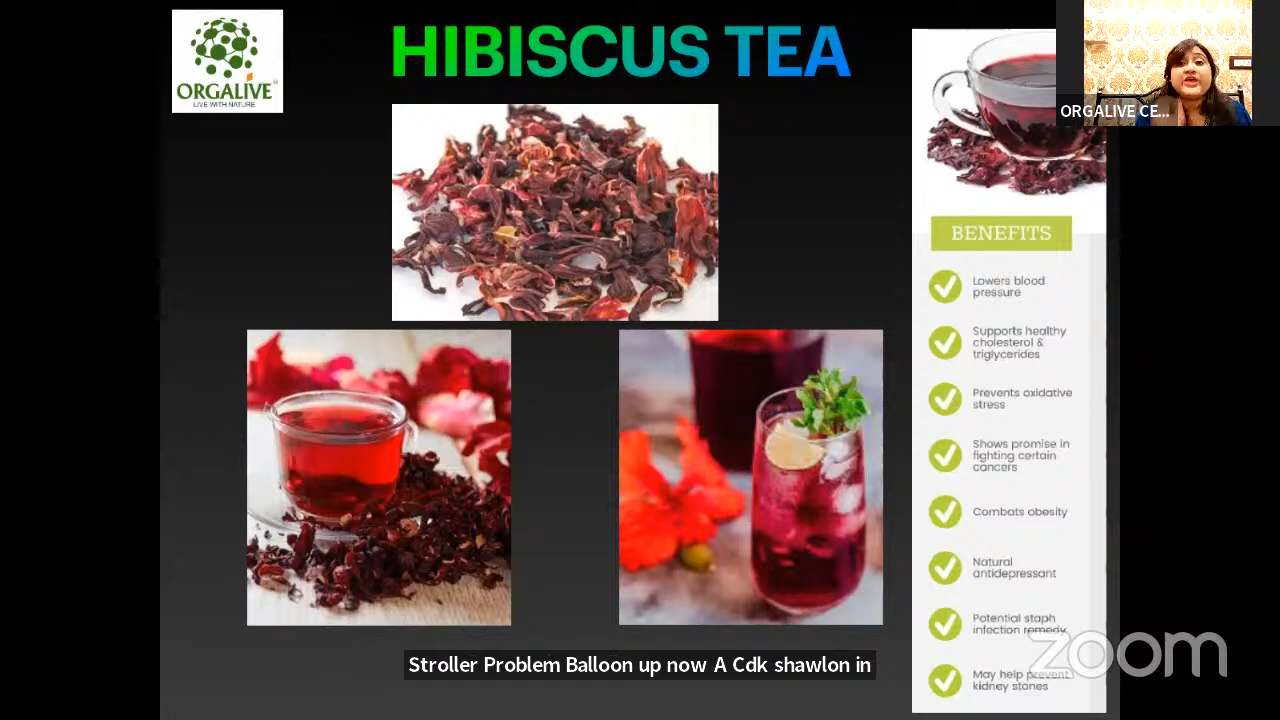 ORGALIVE
LIVE WITH NATURE
HIBISCUS TEA
ORGALIVE CE...
BENEFITS
Lowers blood
pressure
Supports healthy
cholesterol &
triglycerides
Prevents oxidative
stress
Shows promise in
fighting certain
cancers
Combats obesity
Natural
antidepressant
Potential staph
infection remedy
May help prevent
kidney stones
zoom
Stroller Problem Balloon up now A Cdk shawlon in